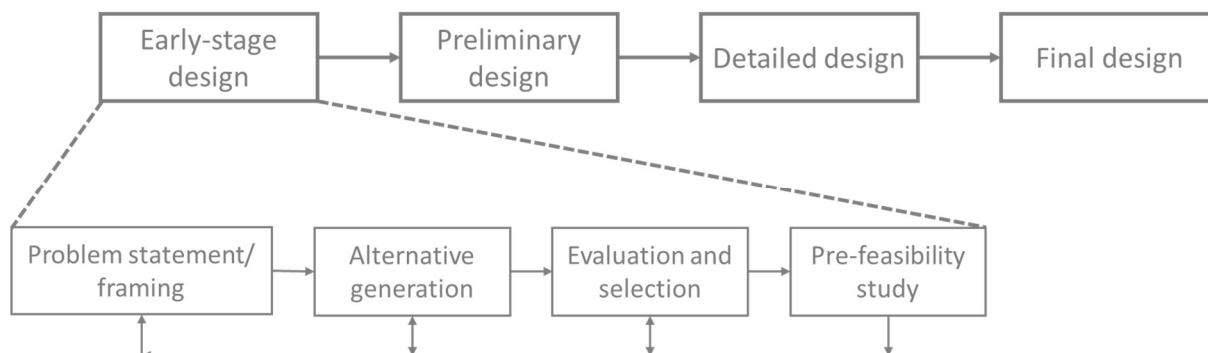 Early-stage
design
Preliminary
design
Detailed design
Final design
Problem statement/
framing
Alternative
generation
Evaluation and
selection
Pre-feasibility
study